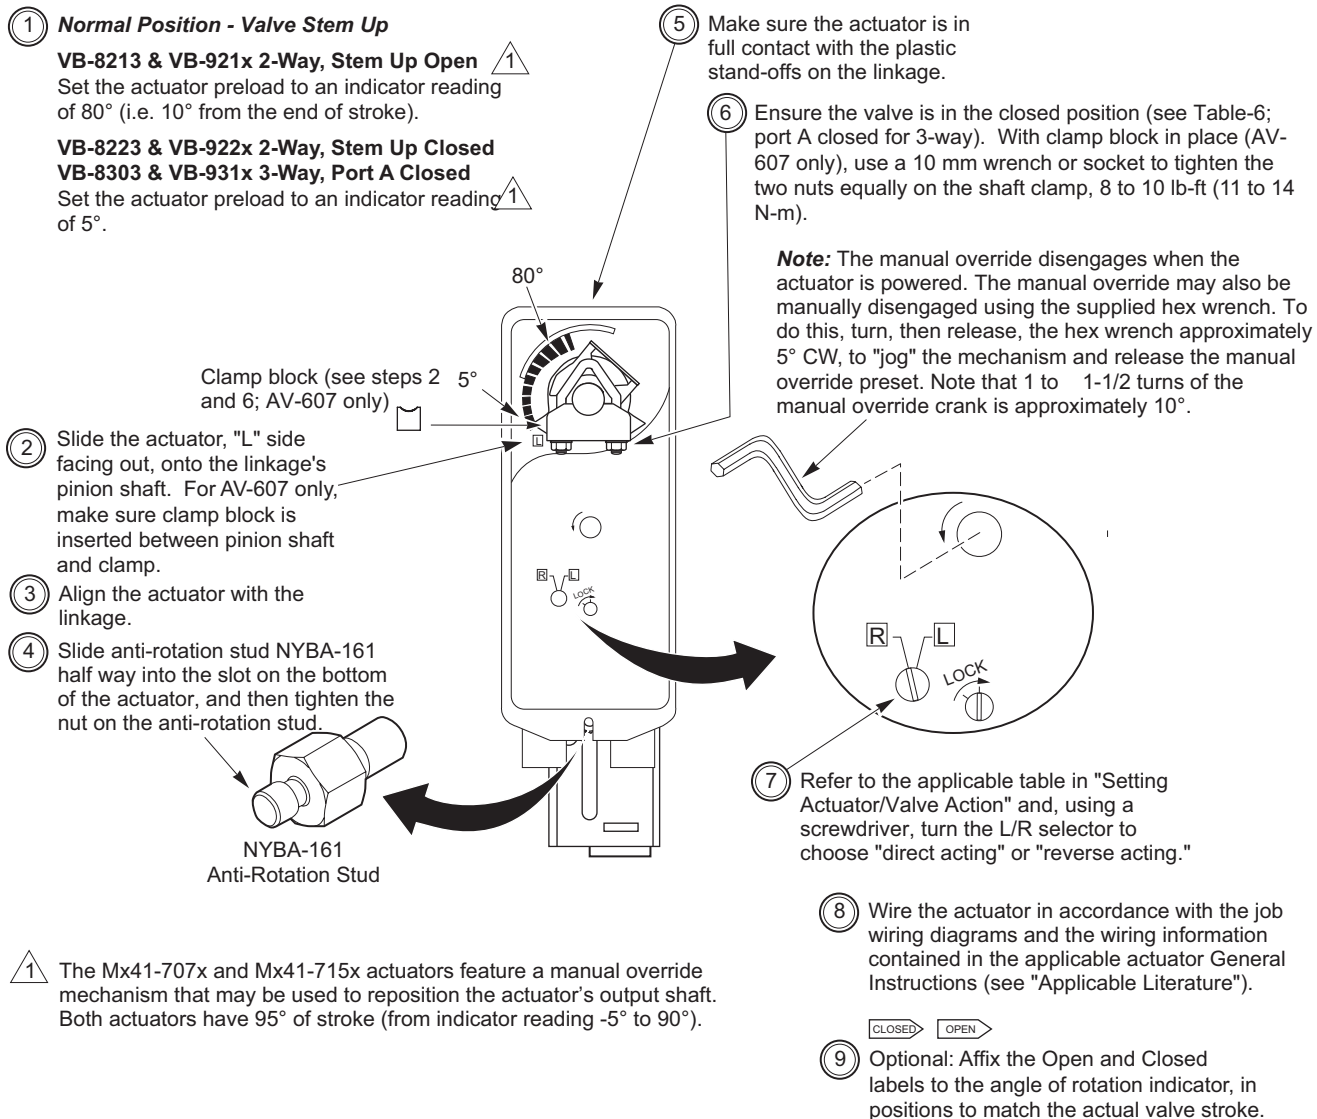 1 Normal Position - Valve Stem Up
VB-8213 & VB-921x 2-Way, Stem Up Open 1
Set the actuator preload to an indicator reading
of 80° (i.e. 10° from the end of stroke).
VB-8223 & VB-922x 2-Way, Stem Up Closed
VB-8303 & VB-931x 3-Way, Port A Closed
Set the actuator preload to an indicator reading 1
of 5°.
5 Make sure the actuator is in
full contact with the plastic
stand-offs on the linkage.
6 Ensure the valve is in the closed position (see Table-6;
port A closed for 3-way). With clamp block in place (AV-
607 only), use a 10 mm wrench or socket to tighten the
two nuts equally on the shaft clamp, 8 to 10 lb-ft (11 to 14
N-m).
Note: The manual override disengages when the
actuator is powered. The manual override may also be
manually disengaged using the supplied hex wrench. To
do this, turn, then release, the hex wrench approximately
5° CW, to "jog" the mechanism and release the manual
override preset. Note that 1 to 1-1/2 turns of the
manual override crank is approximately 10°.
80°
5°
Clamp block (see steps 2
and 6; AV-607 only)
L
2 Slide the actuator, "L" side
facing out, onto the linkage's
pinion shaft. For AV-607 only,
make sure clamp block is
inserted between pinion shaft
and clamp.
3 Align the actuator with the
linkage.
4 Slide anti-rotation stud NYBA-161
half way into the slot on the bottom
of the actuator, and then tighten the
nut on the anti-rotation stud.
R L
LOCK
R L
LOCK
NYBA-161
Anti-Rotation Stud
7 Refer to the applicable table in "Setting
Actuator/Valve Action" and, using a
screwdriver, turn the L/R selector to
choose "direct acting" or "reverse acting."
8 Wire the actuator in accordance with the job
wiring diagrams and the wiring information
contained in the applicable actuator General
Instructions (see "Applicable Literature").
CLOSED OPEN
9 Optional: Affix the Open and Closed
labels to the angle of rotation indicator, in
positions to match the actual valve stroke.
1 The Mx41-707x and Mx41-715x actuators feature a manual override
mechanism that may be used to reposition the actuator’s output shaft.
Both actuators have 95° of stroke (from indicator reading -5° to 90°).